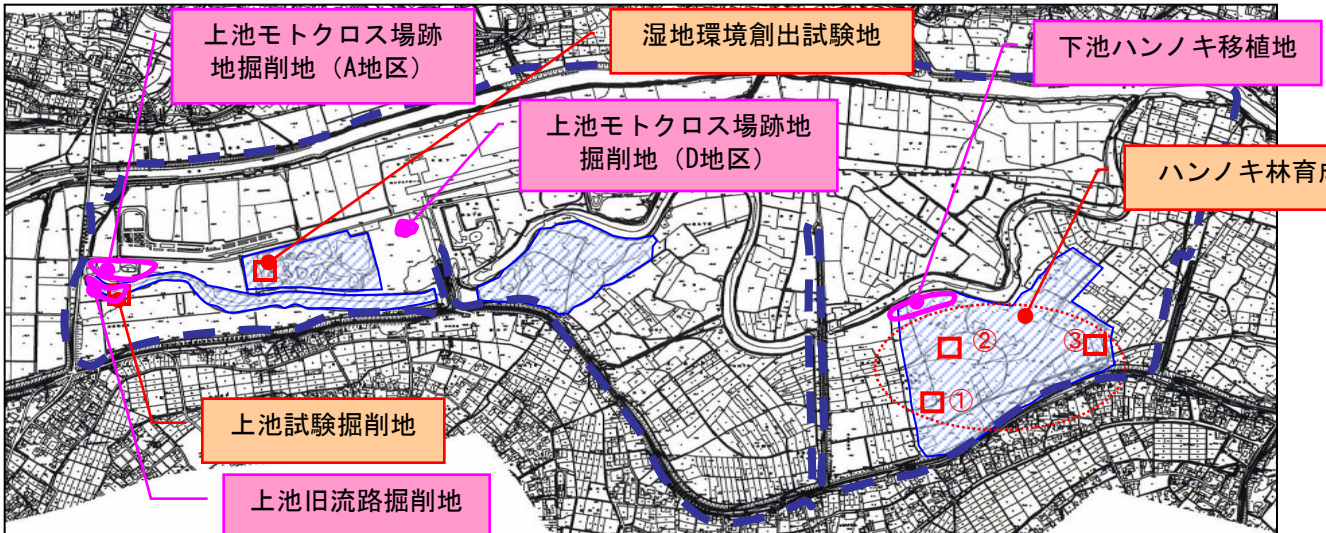 上池モトクロス場跡
地掘削地（A地区）
湿地環境創出試験地
下池ハンノキ移植地
上池モトクロス場跡地
掘削地（D地区）
ハンノキ林育成
②
③
①
上池試験掘削地
上池旧流路掘削地